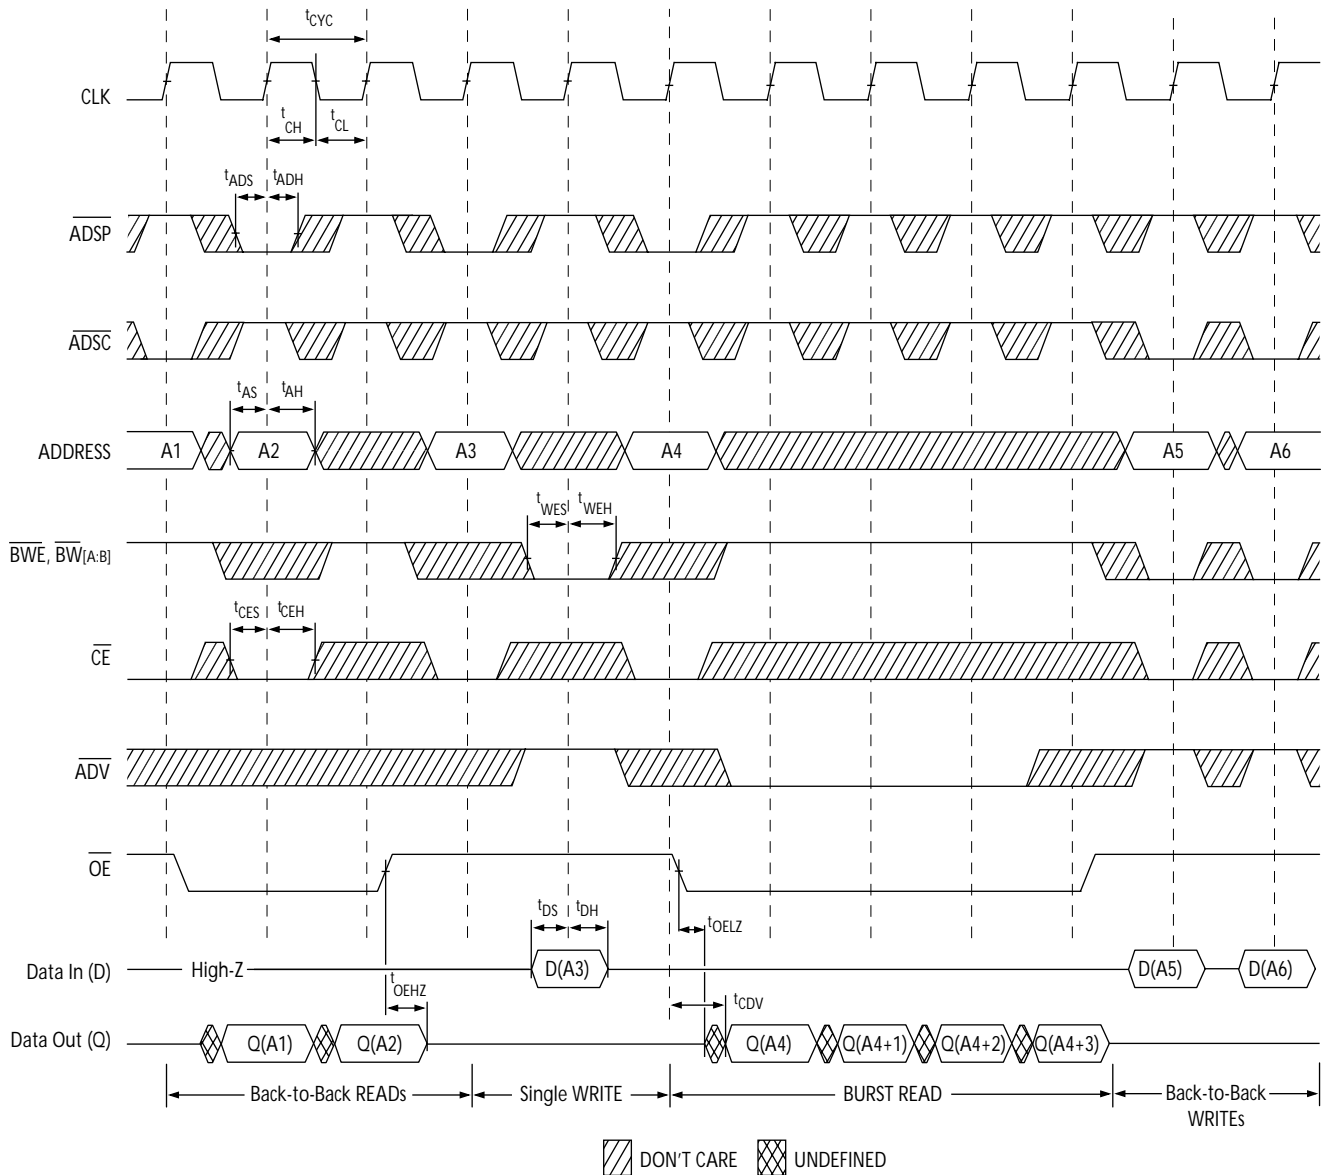 tCYC
CLK
tCH tCL
tADS tADH
ADSP
ADSC
tAS tAH
ADDRESS A1 A2 A3 A4 A5 A6
tWES tWEH
BWE, BW[A:B]
tCES tCEH
CE
ADV
OE
tDS tDH tOELZ
Data In (D) High-Z D(A3) D(A5) D(A6)
tOEHZ tCDV
Data Out (Q) Q(A1) Q(A2) Q(A4) Q(A4+1) Q(A4+2) Q(A4+3)
Back-to-Back READs Single WRITE BURST READ Back-to-Back
WRITEs
DON'T CARE UNDEFINED